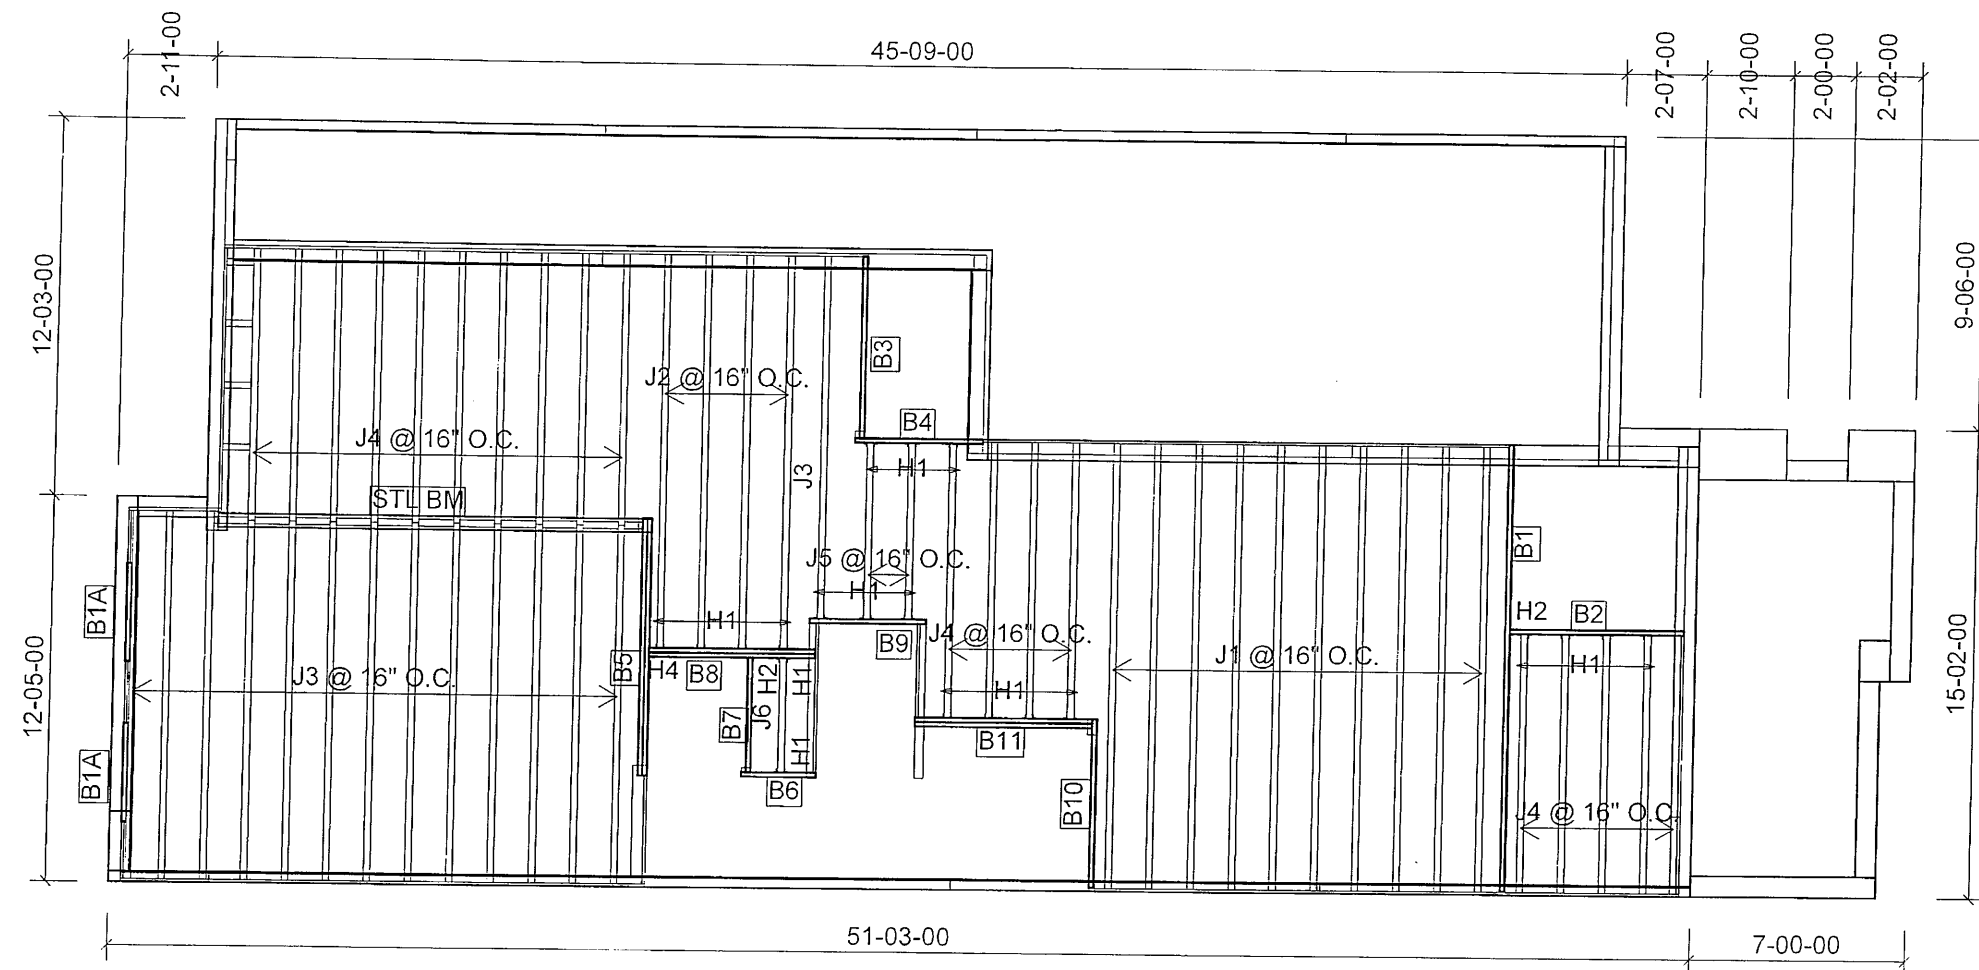 2-11-00
45-09-00
2-07-00
2-10-00
2-00-00
2-02-00
12-03-00
9-06-00
B3
J2 @ 16" O.C.
B4
J4 @ 16" O.C.
H1
J3
STL BM
B1
J5 @ 16" O.C.
H1
B1A
H1
H2
B2
B9
J4 @ 16" O.C.
J1 @ 16" O.C.
H1
B5
H4
B8
H2
H1
J3 @ 16" O.C.
12-05-00
15-02-00
H1
B7
J6
H1
B11
B1A
B6
B10
J4 @ 16" O.C.
51-03-00
7-00-00